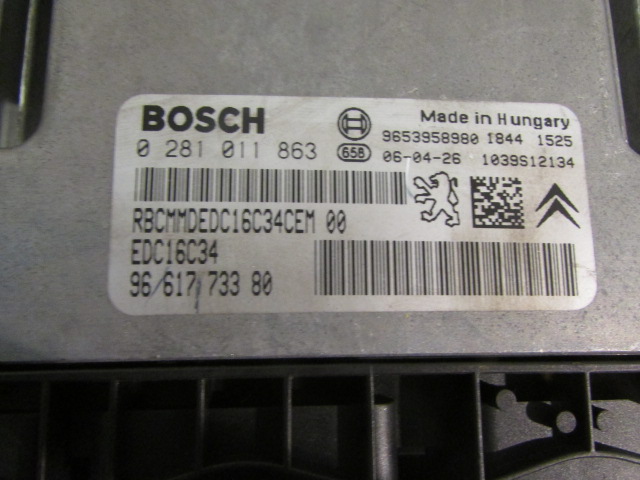 BOSCH
Made in Hungary
9653958980 1844 1525
0 281 011 863
658 06-04-26 1039S12134
RBCMMDEDC16C34CEM 00
EDC16C34
96/617/733 80